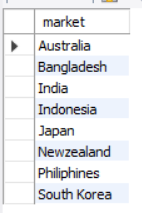 market
Australia
Bangladesh
India
Indonesia
Japan
Newzealand
Philiphines
South Korea